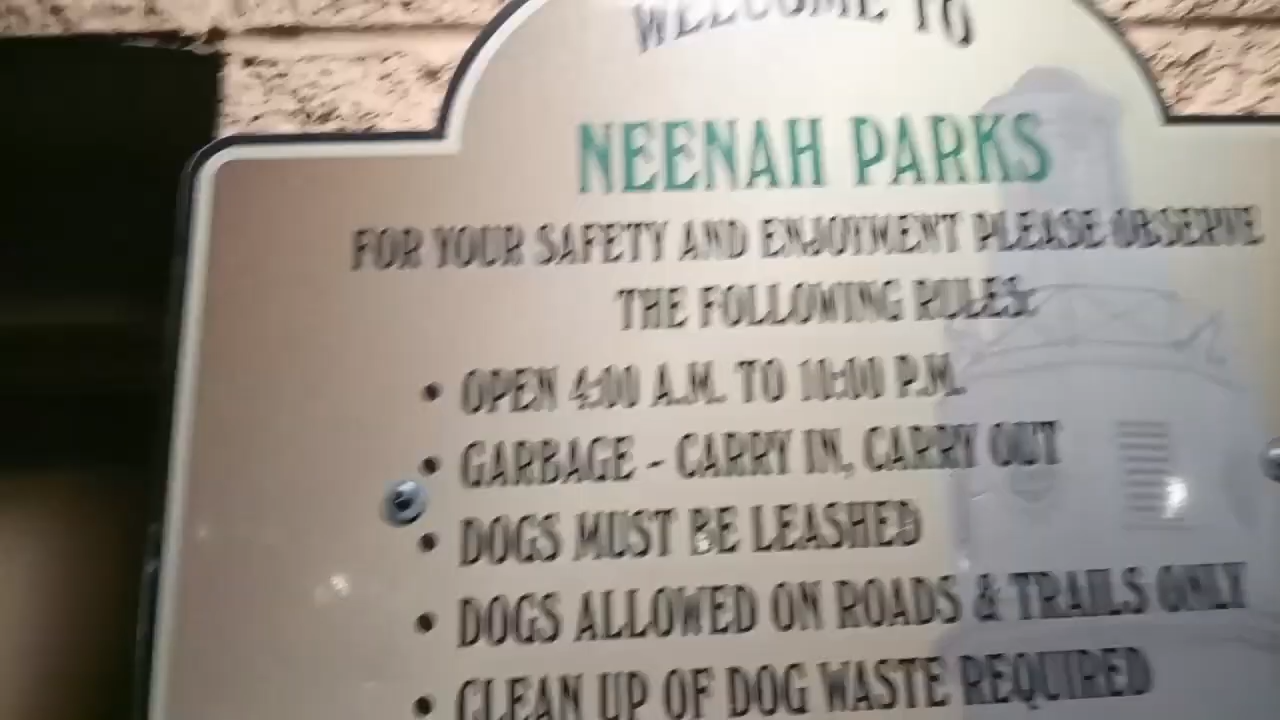 WELCOME TO
NEENAH PARKS
FOR YOUR SAFETY AND ENJOYMENT PLEASE OBSERVE
THE FOLLOWING RULES:
• OPEN 4:00 A.M. TO 10:00 P.M.
• GARBAGE - CARRY IN, CARRY OUT
• DOGS MUST BE LEASHED
• DOGS ALLOWED ON ROADS & TRAILS ONLY
• CLEAN UP OF DOG WASTE REQUIRED